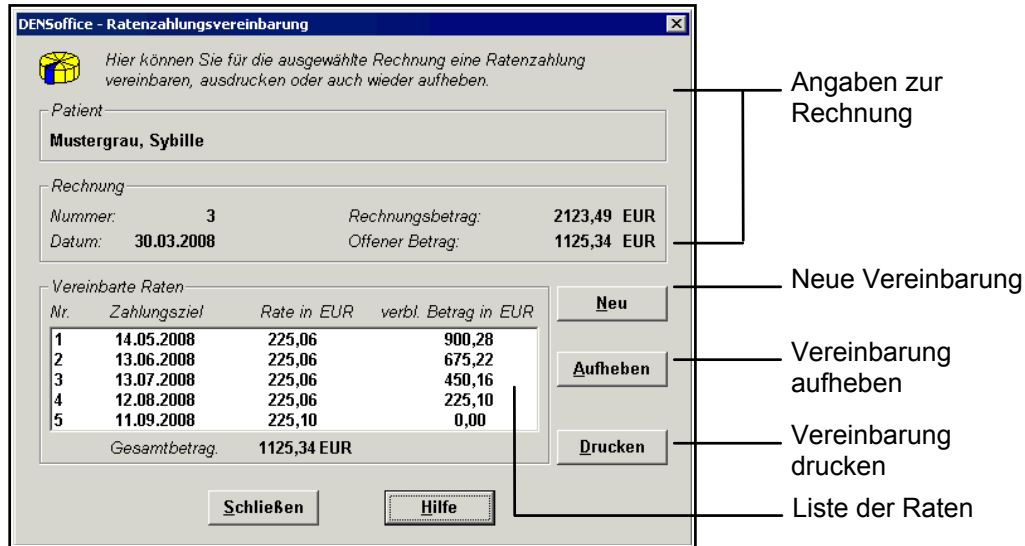 DENSoffice - Ratenzahlungsvereinbarung
Hier können Sie für die ausgewählte Rechnung eine Ratenzahlung
vereinbaren, ausdrucken oder auch wieder aufheben.
Patient
Mustergrau, Sybille
Rechnung
Nummer: 3 Rechnungsbetrag: 2123,49 EUR
Datum: 30.03.2008 Offener Betrag: 1125,34 EUR
Vereinbarte Raten
Nr. Zahlungsziel Rate in EUR verbl. Betrag in EUR
1 14.05.2008 225,06 900,28
2 13.06.2008 225,06 675,22
3 13.07.2008 225,06 450,16
4 12.08.2008 225,06 225,10
5 11.09.2008 225,10 0,00
Gesamtbetrag. 1125,34 EUR
Neu
Aufheben
Drucken
Schließen Hilfe
Angaben zur
Rechnung
Neue Vereinbarung
Vereinbarung
aufheben
Vereinbarung
drucken
Liste der Raten